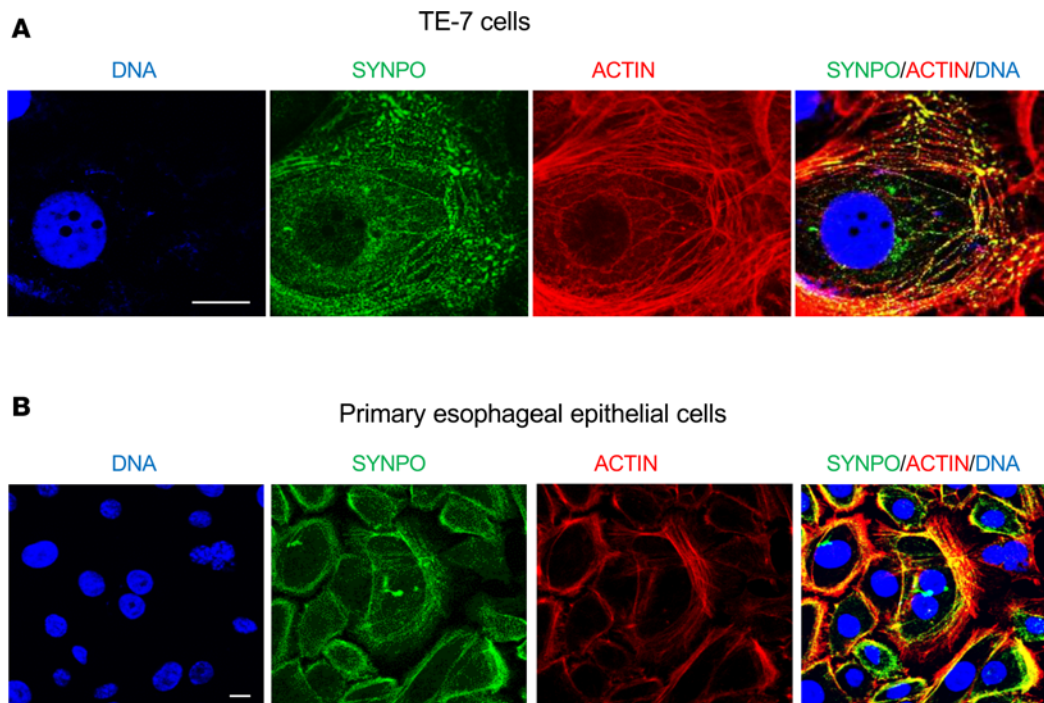 A
TE-7 cells
DNA SYNPO ACTIN SYNPO/ACTIN/DNA
B
Primary esophageal epithelial cells
DNA SYNPO ACTIN SYNPO/ACTIN/DNA